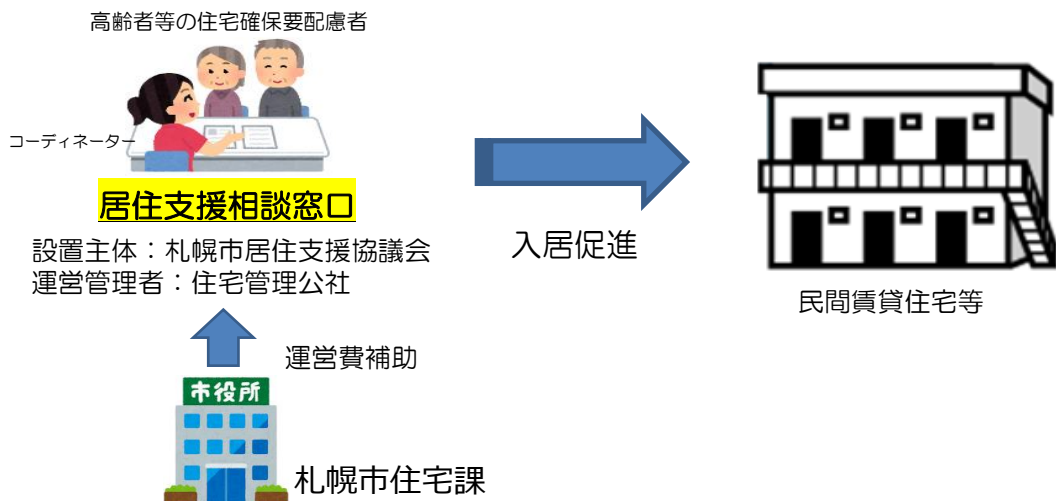 高齢者等の住宅確保要配慮者
コーディネーター
居住支援相談窓口
設置主体：札幌市居住支援協議会
運営管理者：住宅管理公社
入居促進
民間賃貸住宅等
運営費補助
市役所
札幌市住宅課